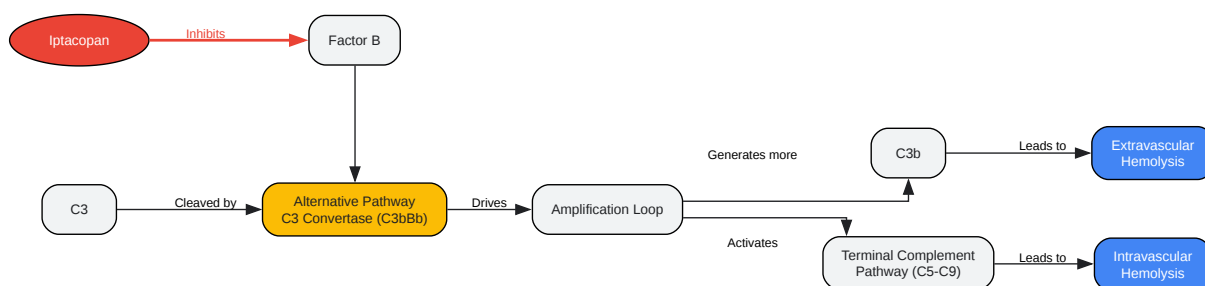 Iptacopan
Inhibits
Factor B
C3
Cleaved by
Alternative Pathway
C3 Convertase (C3bBb)
Drives
Amplification Loop
Generates more
C3b
Leads to
Extravascular
Hemolysis
Activates
Terminal Complement
Pathway (C5-C9)
Leads to
Intravascular
Hemolysis